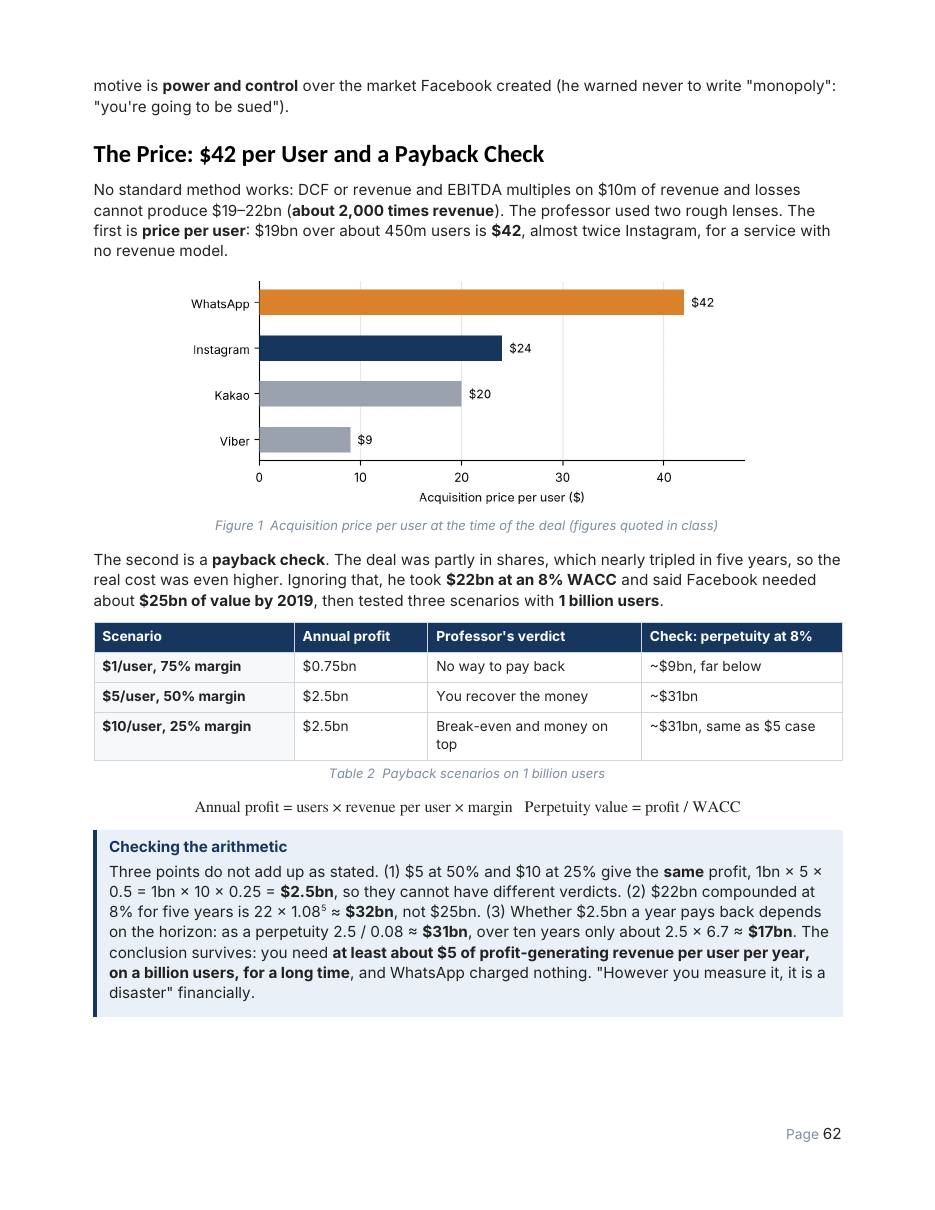 motive is power and control over the market Facebook created (he warned never to write "monopoly":
"you're going to be sued").
The Price: $42 per User and a Payback Check
No standard method works: DCF or revenue and EBITDA multiples on $10m of revenue and losses
cannot produce $19–22bn (about 2,000 times revenue). The professor used two rough lenses. The
first is price per user: $19bn over about 450m users is $42, almost twice Instagram, for a service with
no revenue model.
WhatsApp $42
Instagram $24
Kakao $20
Viber $9
0 10 20 30 40
Acquisition price per user ($)
Figure 1 Acquisition price per user at the time of the deal (figures quoted in class)
The second is a payback check. The deal was partly in shares, which nearly tripled in five years, so the
real cost was even higher. Ignoring that, he took $22bn at an 8% WACC and said Facebook needed
about $25bn of value by 2019, then tested three scenarios with 1 billion users.
Scenario Annual profit Professor's verdict Check: perpetuity at 8%
$1/user, 75% margin $0.75bn No way to pay back ~$9bn, far below
$5/user, 50% margin $2.5bn You recover the money ~$31bn
$10/user, 25% margin $2.5bn Break-even and money on ~$31bn, same as $5 case
top
Table 2 Payback scenarios on 1 billion users
Annual profit = users × revenue per user × margin Perpetuity value = profit / WACC
Checking the arithmetic
Three points do not add up as stated. (1) $5 at 50% and $10 at 25% give the same profit, 1bn × 5 ×
0.5 = 1bn × 10 × 0.25 = $2.5bn, so they cannot have different verdicts. (2) $22bn compounded at
8% for five years is 22 × 1.08⁵ ≈ $32bn, not $25bn. (3) Whether $2.5bn a year pays back depends
on the horizon: as a perpetuity 2.5 / 0.08 ≈ $31bn, over ten years only about 2.5 × 6.7 ≈ $17bn. The
conclusion survives: you need at least about $5 of profit-generating revenue per user per year,
on a billion users, for a long time, and WhatsApp charged nothing. "However you measure it, it is a
disaster" financially.
Page 62